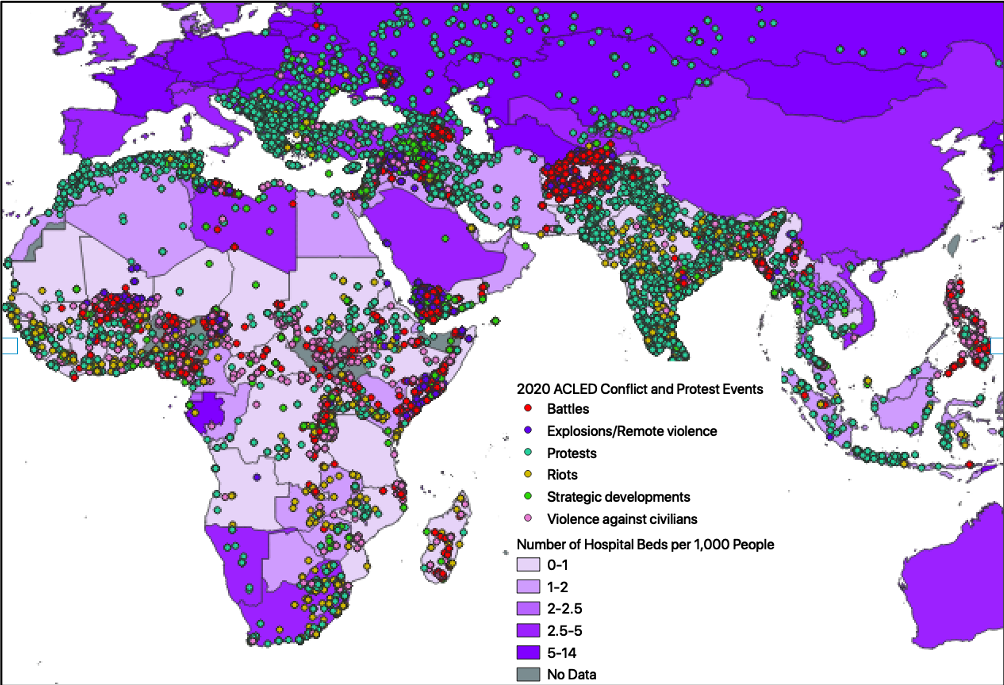 2020 ACLED Conflict and Protest Events
Battles
Explosions/Remote violence
Protests
Riots
Strategic developments
Violence against civilians
Number of Hospital Beds per 1,000 People
0-1
1-2
2-2.5
2.5-5
5-14
No Data